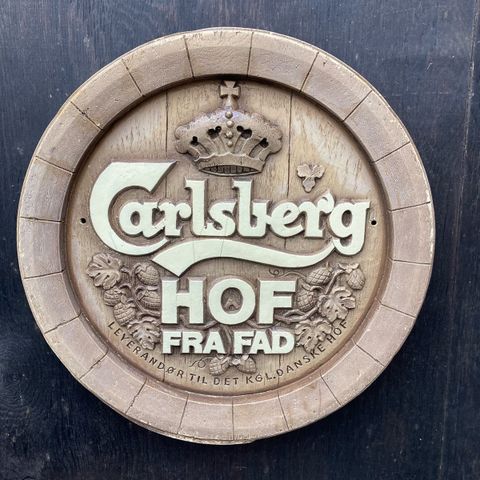 Carlsberg
HOF
FRA FAD
LEVERANDØR TIL DET KGL. DANSKE HOF